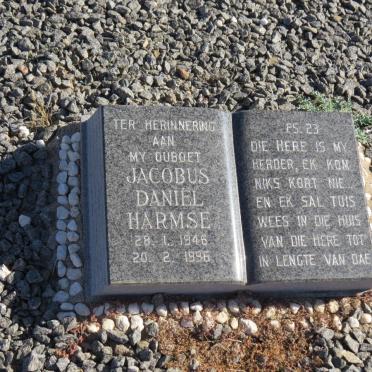 TER HERINNERING
AAN
MY OUBOET
JACOBUS
DANIËL
HARMSE
28. 1. 1946
20. 2. 1996
PS. 23
DIE HERE IS MY
HERDER, EK KOM
NIKS KORT NIE...
EN EK SAL TUIS
WEES IN DIE HUIS
VAN DIE HERE TOT
IN LENGTE VAN DAE